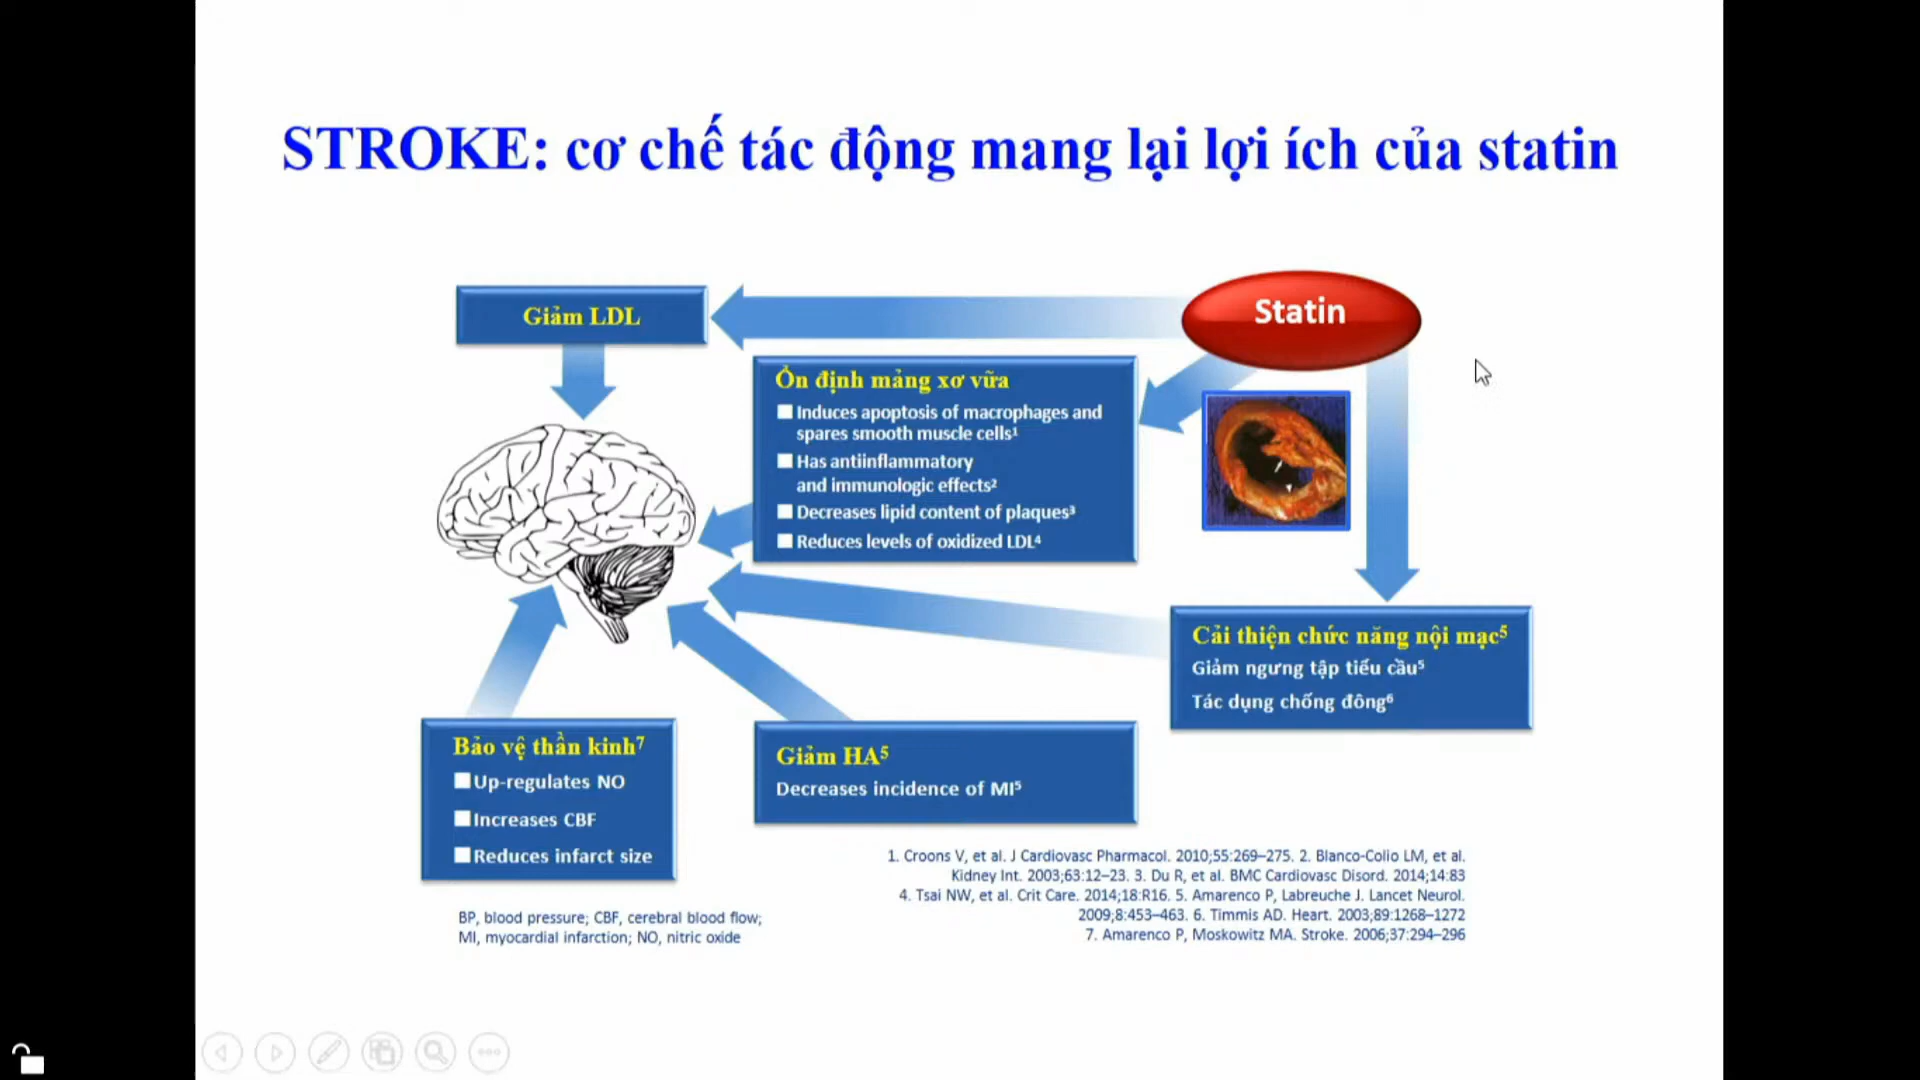 STROKE: cơ chế tác động mang lại lợi ích của statin
Giảm LDL
Statin
Ổn định mảng xơ vữa
Induces apoptosis of macrophages and
spares smooth muscle cells¹
Has antiinflammatory
and immunologic effects²
Decreases lipid content of plaques³
Reduces levels of oxidized LDL⁴
Cải thiện chức năng nội mạc⁵
Giảm ngưng tập tiểu cầu⁵
Tác dụng chống đông⁶
Bảo vệ thần kinh⁷
Up-regulates NO
Increases CBF
Reduces infarct size
Giảm HA⁵
Decreases incidence of MI⁵
1. Croons V, et al. J Cardiovasc Pharmacol. 2010;55:269–275. 2. Blanco-Colio LM, et al.
Kidney Int. 2003;63:12–23. 3. Du R, et al. BMC Cardiovasc Disord. 2014;14:83
4. Tsai NW, et al. Crit Care. 2014;18:R16. 5. Amarenco P, Labreuche J. Lancet Neurol.
2009;8:453–463. 6. Timmis AD. Heart. 2003;89:1268–1272
7. Amarenco P, Moskowitz MA. Stroke. 2006;37:294–296
BP, blood pressure; CBF, cerebral blood flow;
MI, myocardial infarction; NO, nitric oxide